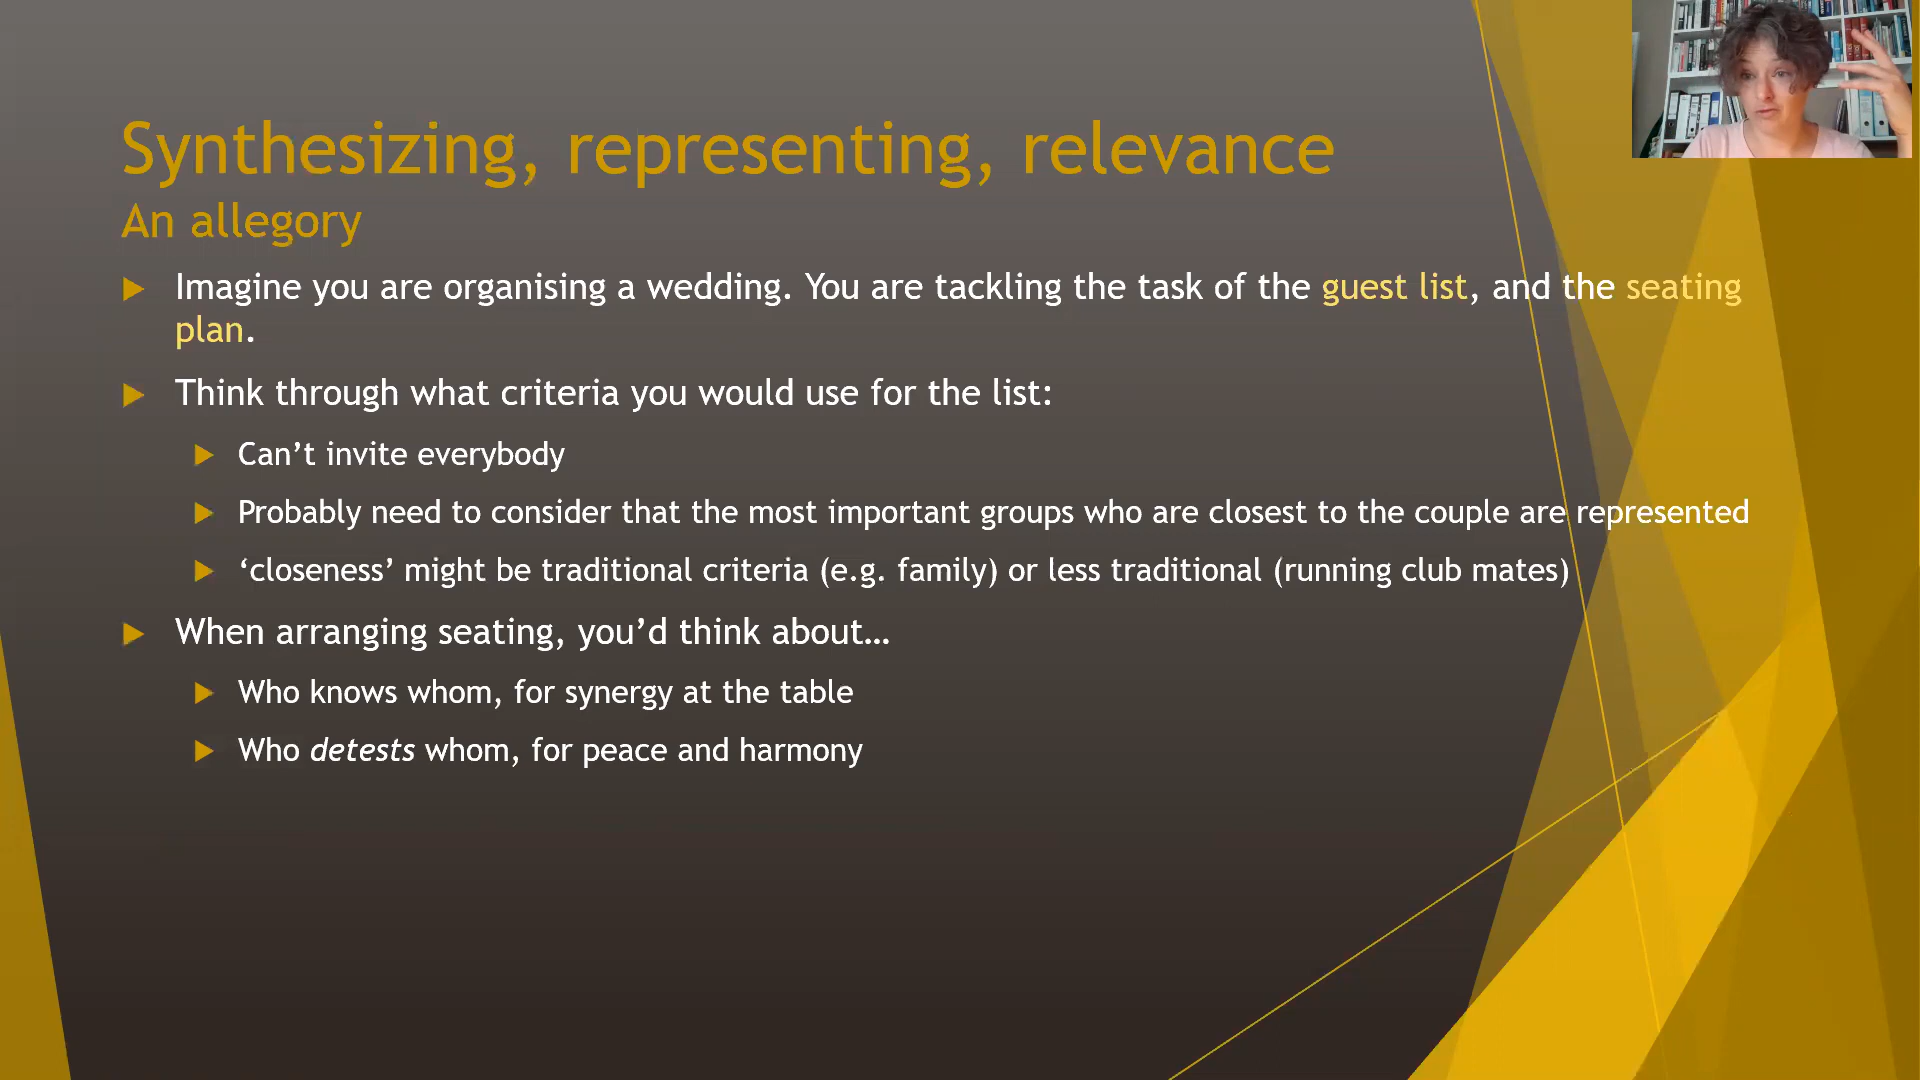 Synthesizing, representing, relevance
An allegory
Imagine you are organising a wedding. You are tackling the task of the guest list, and the seating
plan.
Think through what criteria you would use for the list:
Can’t invite everybody
Probably need to consider that the most important groups who are closest to the couple are represented
‘closeness’ might be traditional criteria (e.g. family) or less traditional (running club mates)
When arranging seating, you’d think about…
Who knows whom, for synergy at the table
Who detests whom, for peace and harmony